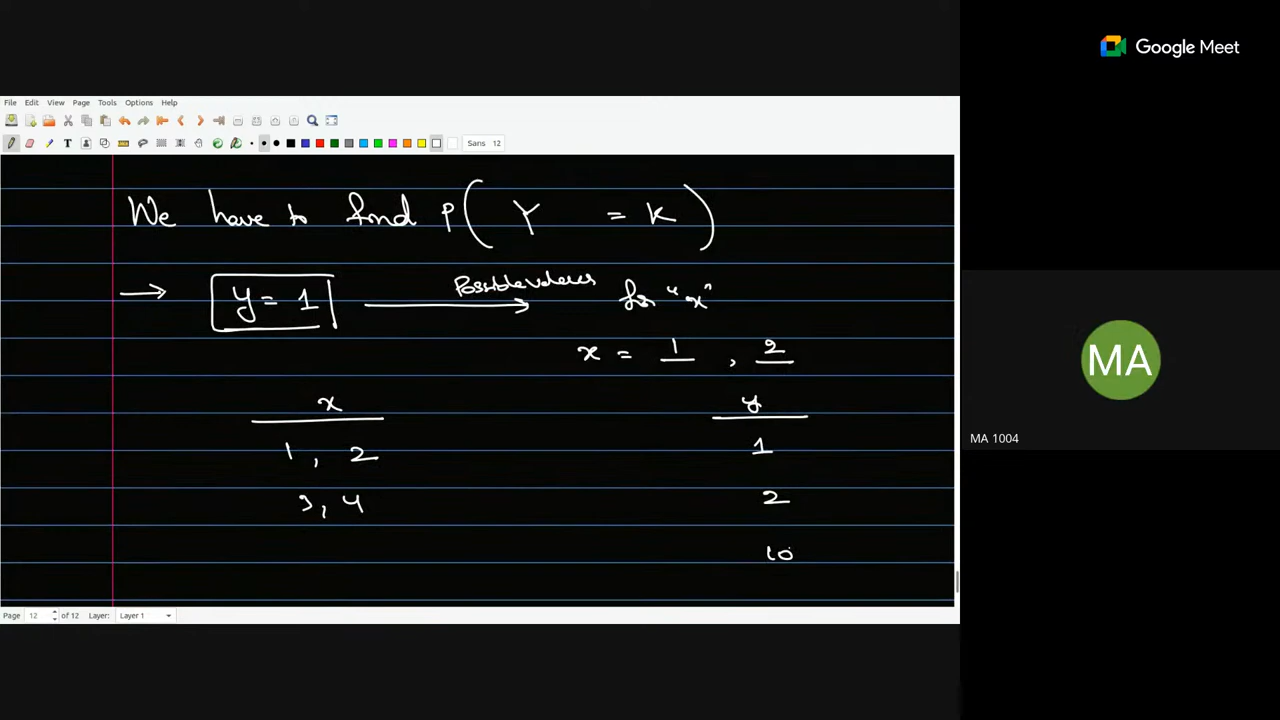 Google Meet
File Edit View Page Tools Options Help
Sans 12
We have to find P( Y = K )
→ y = 1 Possible values for "x"
x = 1 , 2
x y
1 , 2 1
3 , 4 2
10
MA
MA 1004
Page 12 of 12 Layer: Layer 1